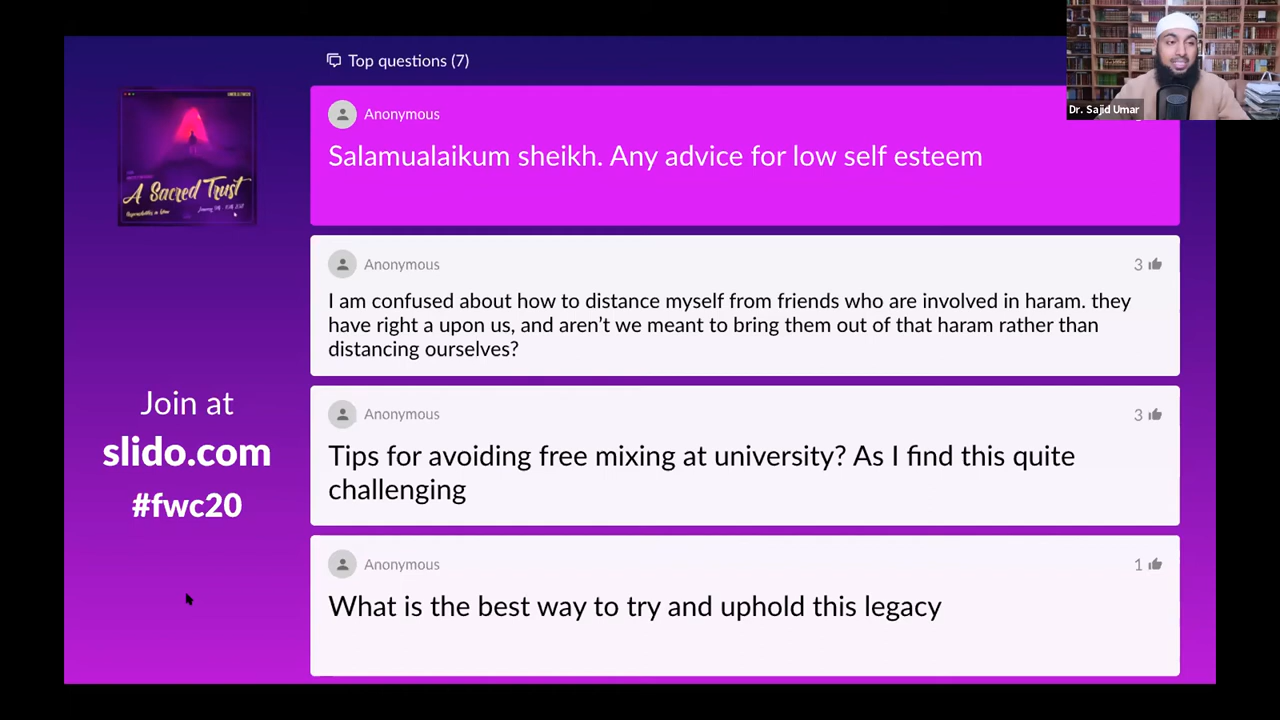 Top questions (7)
Dr. Sajid Umar
Anonymous
Salamualaikum sheikh. Any advice for low self esteem
A Sacred Trust
Anonymous
3
I am confused about how to distance myself from friends who are involved in haram. they
have right a upon us, and aren't we meant to bring them out of that haram rather than
distancing ourselves?
Anonymous
3
Tips for avoiding free mixing at university? As I find this quite
challenging
Join at
slido.com
#fwc20
Anonymous
1
What is the best way to try and uphold this legacy